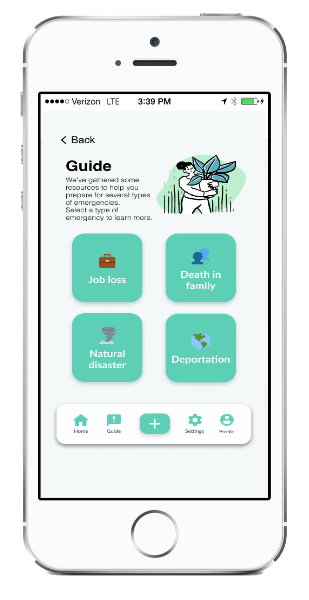 Verizon LTE 3:39 PM
Back
Guide
We've gathered some
resources to help you
prepare for several types
of emergencies.
Select a type of
emergency to learn more.
Job loss
Death in
family
Natural
disaster
Deportation
Home Guide Settings Profile